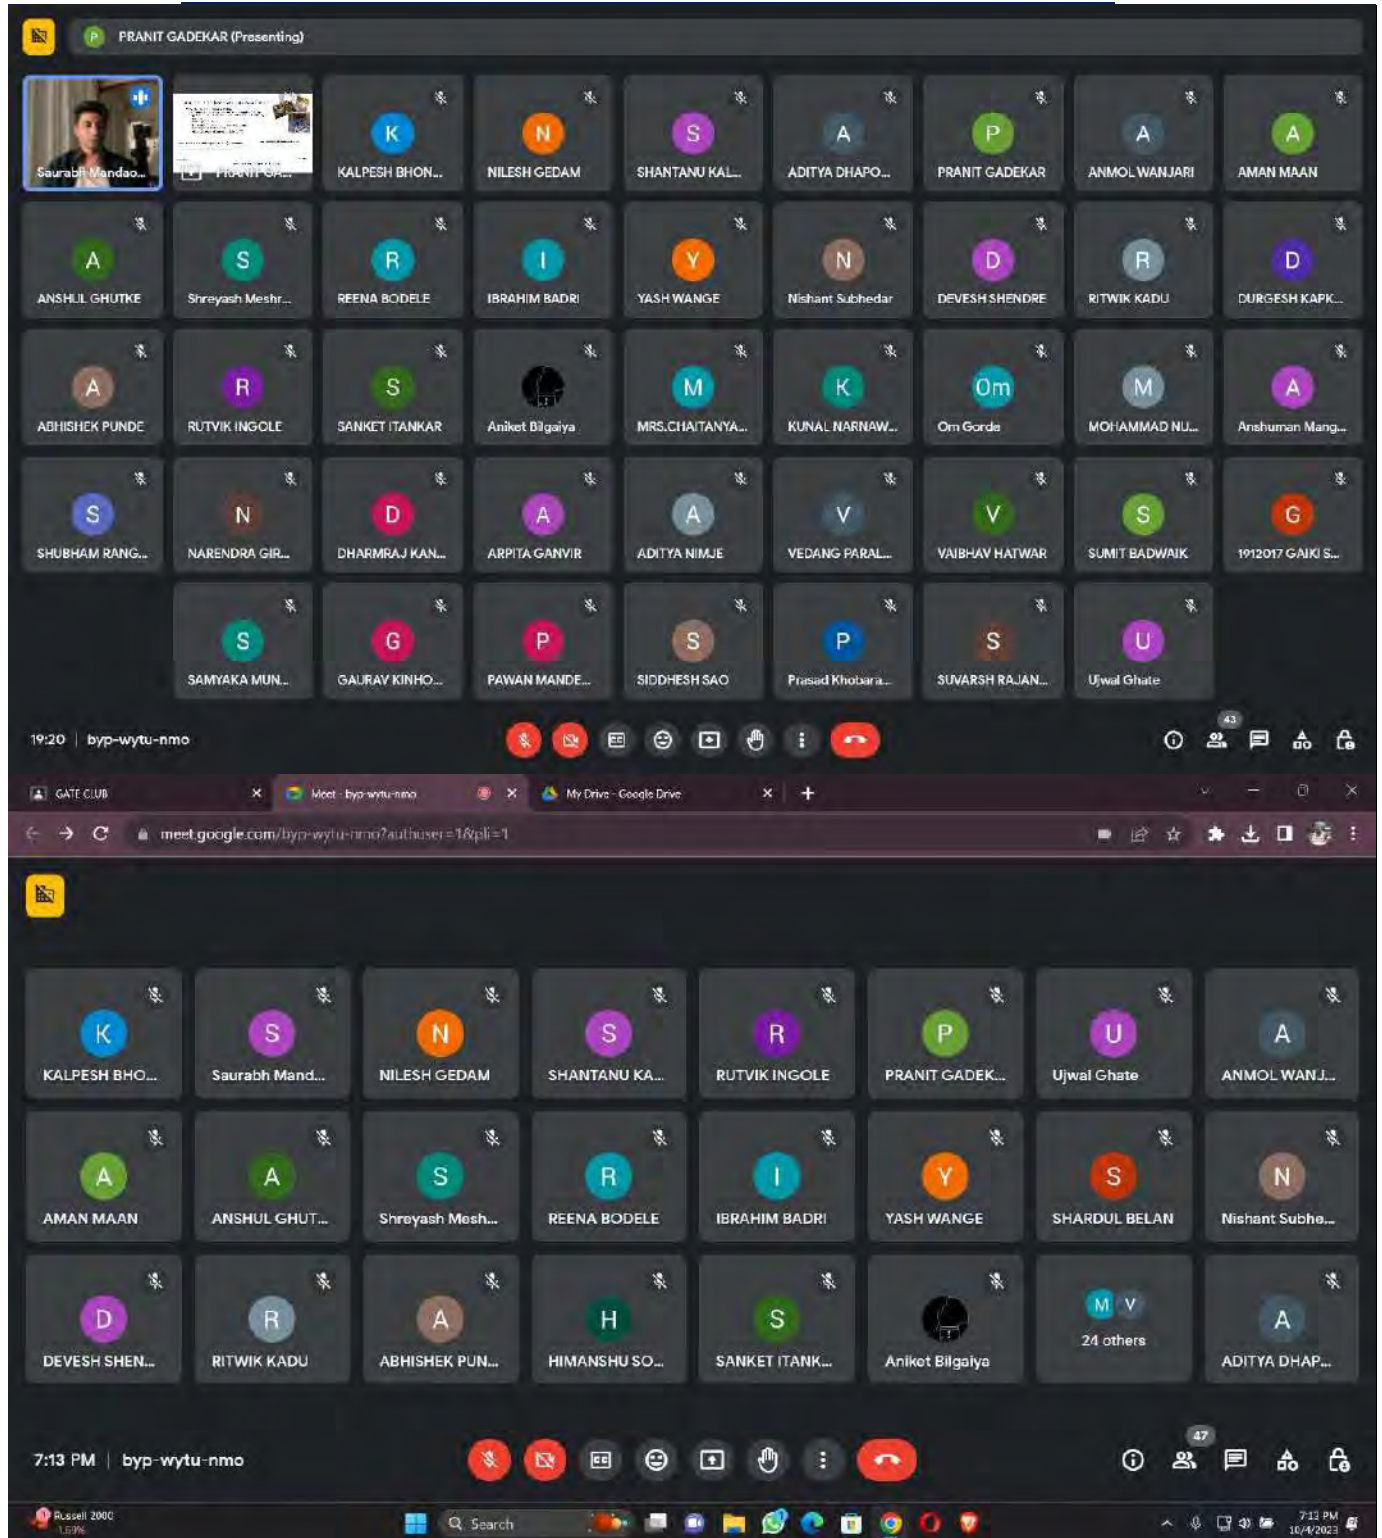 P PRANIT GADEKAR (Presenting)
K N S A P A A
Saurabh Mandao... KALPESH BHON... NILESH GEDAM SHANTANU KAL... ADITYA DHAPO... PRANIT GADEKAR ANMOL WANJARI AMAN MAAN
A S R I Y N D R D
ANSHUL GHUTKE Shreyash Meshr... REENA BODELE IBRAHIM BADRI YASH WANGE Nishant Subhedar DEVESH SHENDRE RITWIK KADU DURGESH KAPK...
A R S M K Om M A
ABHISHEK PUNDE RUTVIK INGOLE SANKET ITANKAR Aniket Bilgaiya MRS.CHAITANYA... KUNAL NARNAW... Om Gorde MOHAMMAD NU... Anshuman Mang...
S N D A A V V S G
SHUBHAM RANG... NARENDRA GIR... DHARMRAJ KAN... ARPITA GANVIR ADITYA NIMJE VEDANG PARAL... VAIBHAV HATWAR SUMIT BADWAIK 1912017 GAIKI S...
S G P S P S U
SAMYAKA MUN... GAURAV KINHO... PAWAN MANDE... SIDDHESH SAO Prasad Khobara... SUVARSH RAJAN... Ujwal Ghate
43
19:20 | byp-wytu-nmo
GATE CLUB Meet - byp-wytu-nmo My Drive - Google Drive
meet.google.com/byp-wytu-nmo?authuser=1&pli=1
K S N S R P U A
KALPESH BHO... Saurabh Mand... NILESH GEDAM SHANTANU KA... RUTVIK INGOLE PRANIT GADEK... Ujwal Ghate ANMOL WANJ...
A A S R I Y S N
AMAN MAAN ANSHUL GHUT... Shreyash Mesh... REENA BODELE IBRAHIM BADRI YASH WANGE SHARDUL BELAN Nishant Subhe...
D R A H S M V A
DEVESH SHEN... RITWIK KADU ABHISHEK PUN... HIMANSHU SO... SANKET ITANK... Aniket Bilgaiya 24 others ADITYA DHAP...
47
7:13 PM | byp-wytu-nmo
Russell 2000 Search 7:13 PM
1.69% 10/4/2023